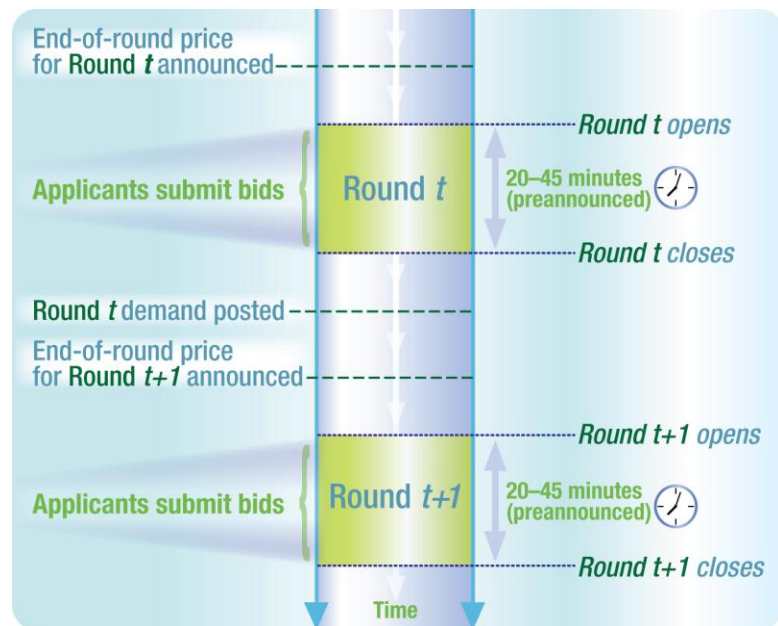 End-of-round price
for Round t announced
Round t opens
Applicants submit bids
Round t
20–45 minutes
(preannounced)
Round t closes
Round t demand posted
End-of-round price
for Round t+1 announced
Round t+1 opens
Applicants submit bids
Round t+1
20–45 minutes
(preannounced)
Round t+1 closes
Time